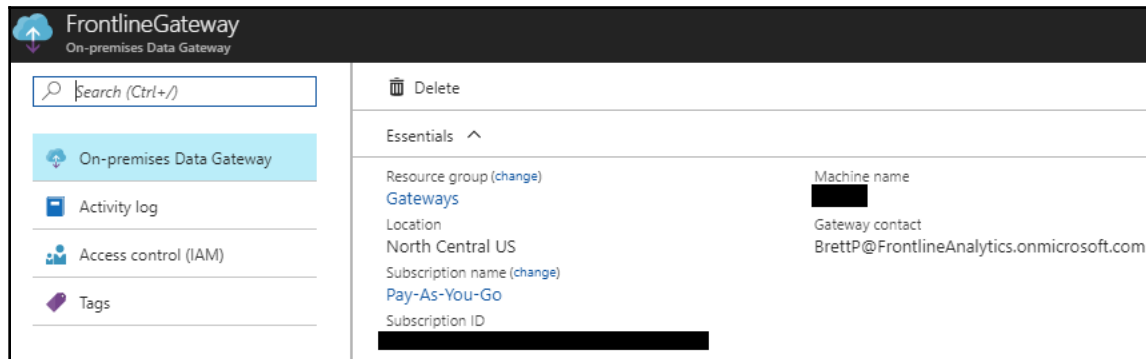 FrontlineGateway
On-premises Data Gateway
Search (Ctrl+/)
On-premises Data Gateway
Activity log
Access control (IAM)
Tags
Delete
Essentials
Resource group (change)
Gateways
Location
North Central US
Subscription name (change)
Pay-As-You-Go
Subscription ID
Machine name
Gateway contact
BrettP@FrontlineAnalytics.onmicrosoft.com